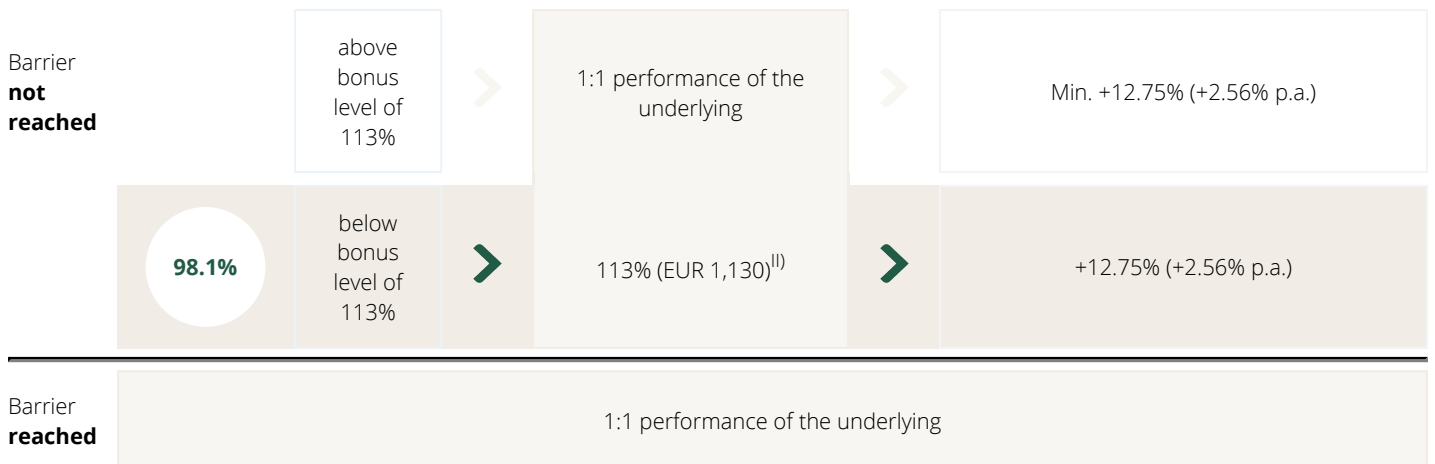 Barrier
not
reached
above
bonus
level of
113%
1:1 performance of the
underlying
Min. +12.75% (+2.56% p.a.)
98.1%
below
bonus
level of
113%
113% (EUR 1,130)II)
+12.75% (+2.56% p.a.)
Barrier
reached
1:1 performance of the underlying